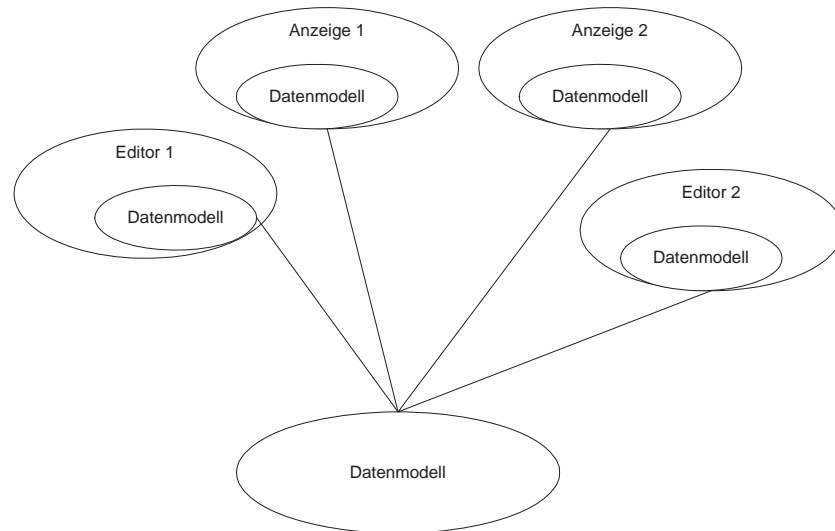 Anzeige 1
Datenmodell
Anzeige 2
Datenmodell
Editor 1
Datenmodell
Editor 2
Datenmodell
Datenmodell